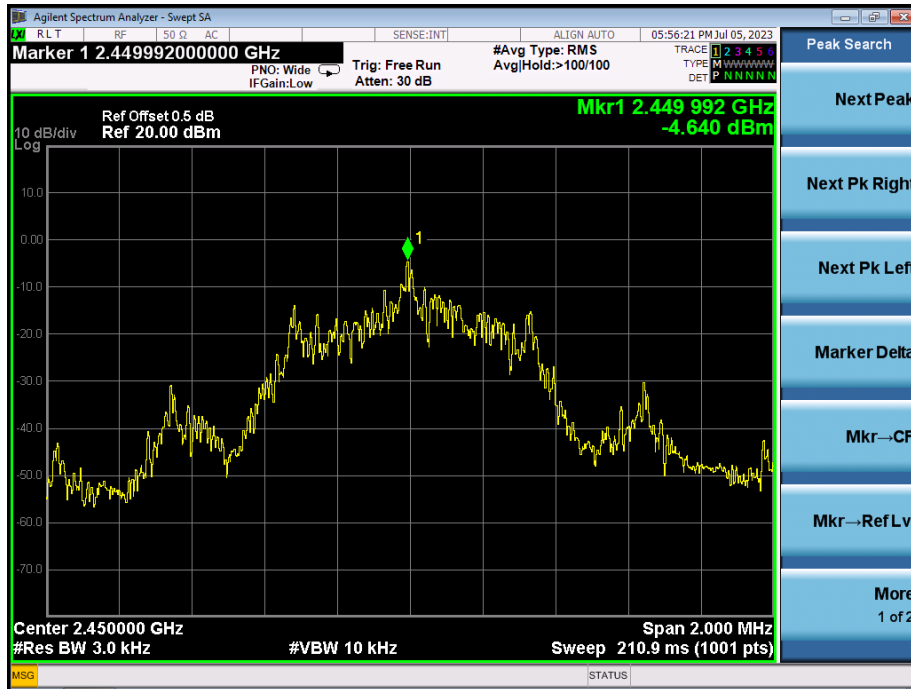 Agilent Spectrum Analyzer - Swept SA
LXI RLT RF 50 Ω AC SENSE:INT ALIGN AUTO 05:56:21 PM Jul 05, 2023
Marker 1 2.449992000000 GHz
PNO: Wide
IFGain:Low
Trig: Free Run
Atten: 30 dB
#Avg Type: RMS
Avg|Hold:>100/100
TRACE 1 2 3 4 5 6
TYPE M WWWWW
DET P N N N N N
Peak Search
Next Peak
Next Pk Right
Next Pk Left
Marker Delta
Mkr→CF
Mkr→Ref Lv
More
1 of 2
Mkr1 2.449 992 GHz
-4.640 dBm
Ref Offset 0.5 dB
10 dB/div Ref 20.00 dBm
Log
10.0
0.00
-10.0
-20.0
-30.0
-40.0
-50.0
-60.0
-70.0
1
Center 2.450000 GHz Span 2.000 MHz
#Res BW 3.0 kHz #VBW 10 kHz Sweep 210.9 ms (1001 pts)
MSG STATUS